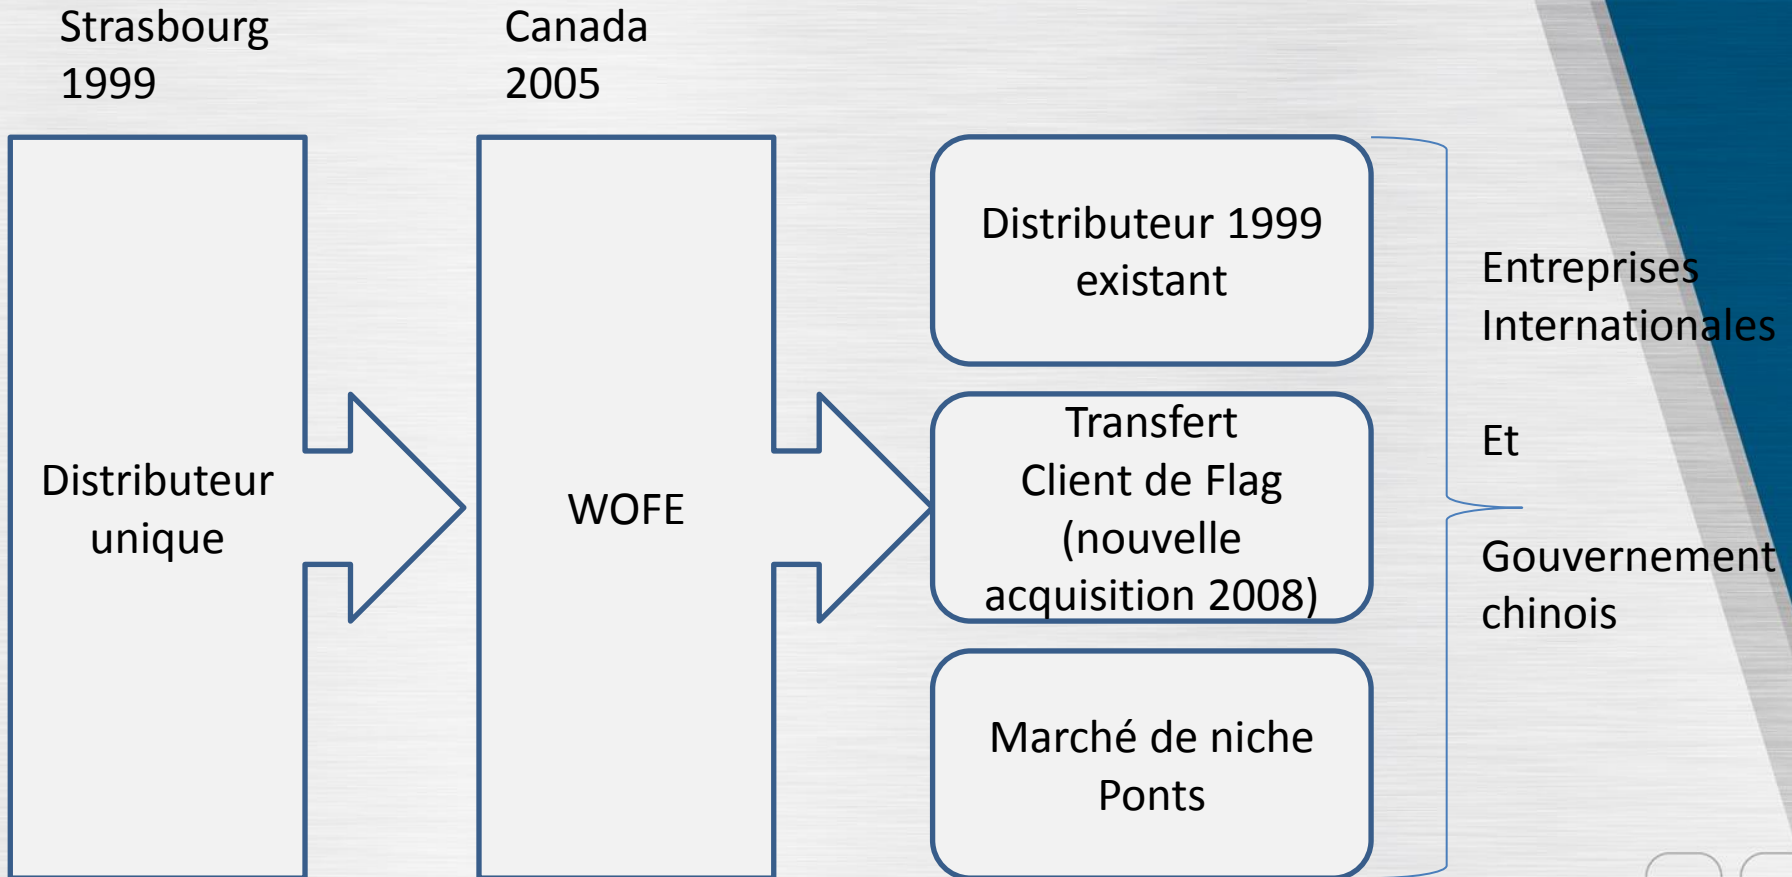 Strasbourg
1999
Canada
2005
Distributeur
unique
WOFE
Distributeur 1999
existant
Transfert
Client de Flag
(nouvelle
acquisition 2008)
Marché de niche
Ponts
Entreprises
Internationales
Et
Gouvernement
chinois